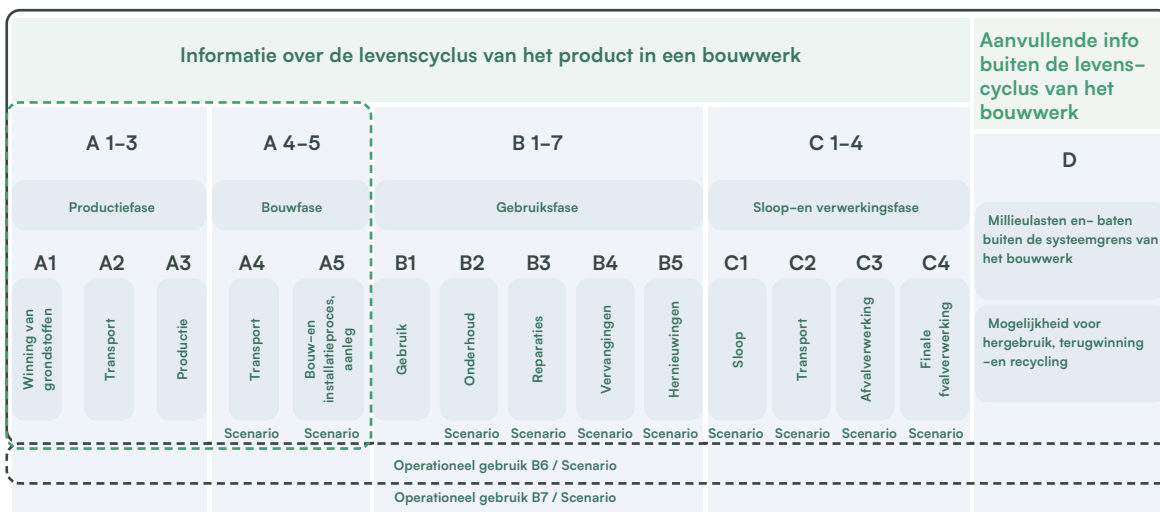 Informatie over de levenscyclus van het product in een bouwwerk
Aanvullende info
buiten de levens-
cyclus van het
bouwwerk
A 1-3
A 4-5
B 1-7
C 1-4
D
Productiefase
Bouwfase
Gebruiksfase
Sloop-en verwerkingsfase
Millieulasten en- baten
buiten de systeemgrens van
het bouwwerk
A1
A2
A3
A4
A5
B1
B2
B3
B4
B5
C1
C2
C3
C4
Winning van
grondstoffen
Transport
Productie
Transport
Bouw-en
installatieproces,
aanleg
Gebruik
Onderhoud
Reparaties
Vervangingen
Hernieuwingen
Sloop
Transport
Afvalverwerking
Finale
fvalverwerking
Mogelijkheid voor
hergebruik, terugwinning
-en recycling
Scenario
Scenario
Scenario
Scenario
Scenario
Scenario
Scenario
Scenario
Scenario
Scenario
Operationeel gebruik B6 / Scenario
Operationeel gebruik B7 / Scenario